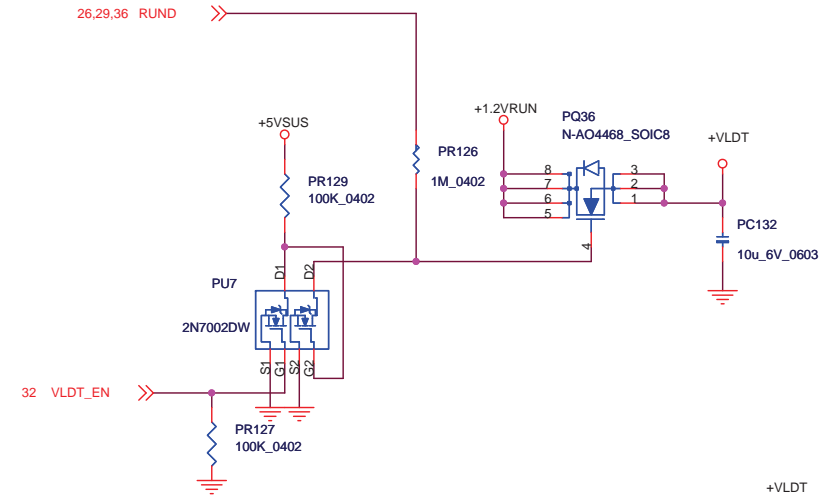 26,29,36 RUND
+1.2VRUN
PQ36
N-AO4468_SOIC8
+5VSUS
+VLDT
PR126
1M_0402
PR129
100K_0402
8
7
6
5
3
2
1
4
PC132
10u_6V_0603
D1
D2
PU7
2N7002DW
S1
G1
S2
G2
32 VLDT_EN
PR127
100K_0402
+VLDT